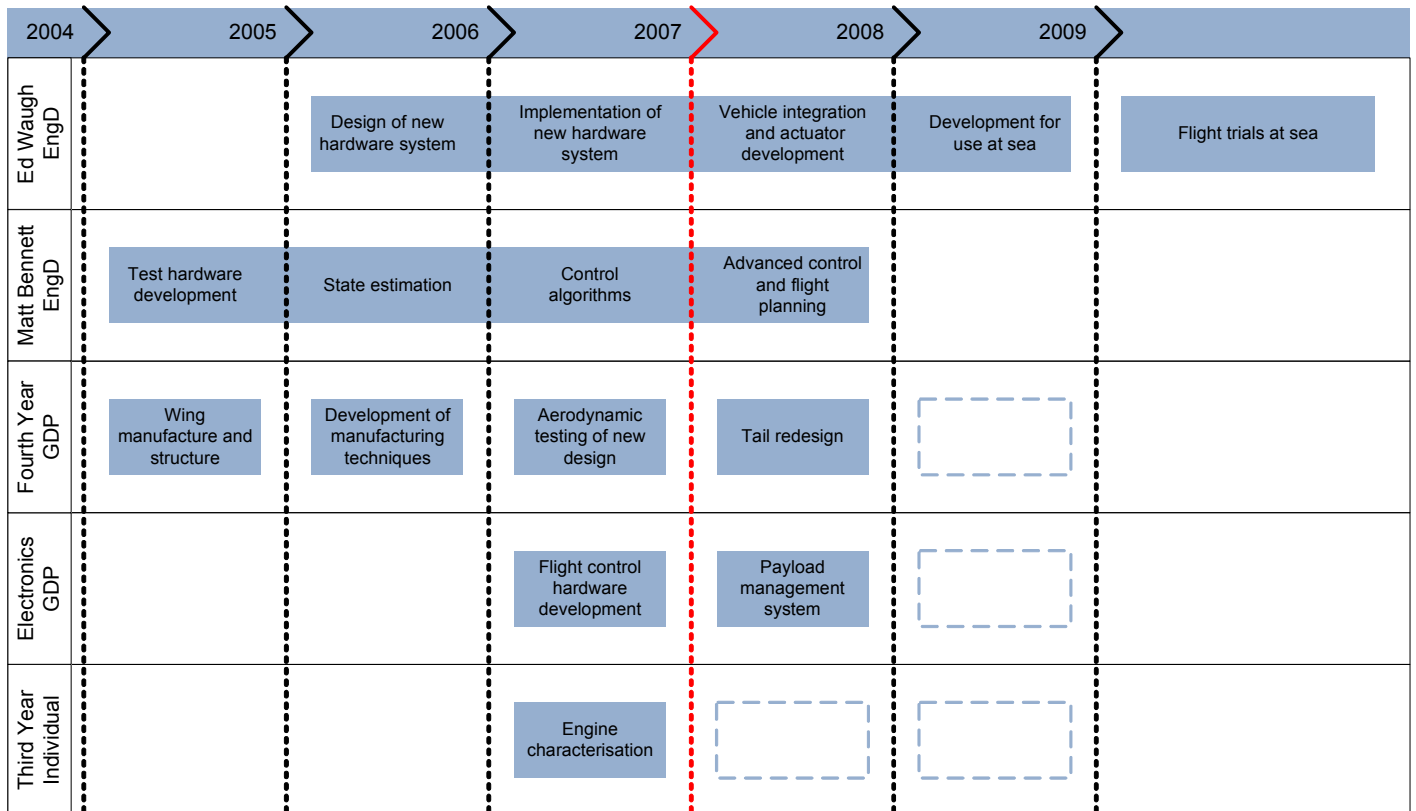 2004 2005 2006 2007 2008 2009
Ed Waugh
EngD
Design of new
hardware system
Implementation of
new hardware
system
Vehicle integration
and actuator
development
Development for
use at sea
Flight trials at sea
Matt Bennett
EngD
Test hardware
development
State estimation
Control
algorithms
Advanced control
and flight
planning
Fourth Year
GDP
Wing
manufacture and
structure
Development of
manufacturing
techniques
Aerodynamic
testing of new
design
Tail redesign
Electronics
GDP
Flight control
hardware
development
Payload
management
system
Third Year
Individual
Engine
characterisation